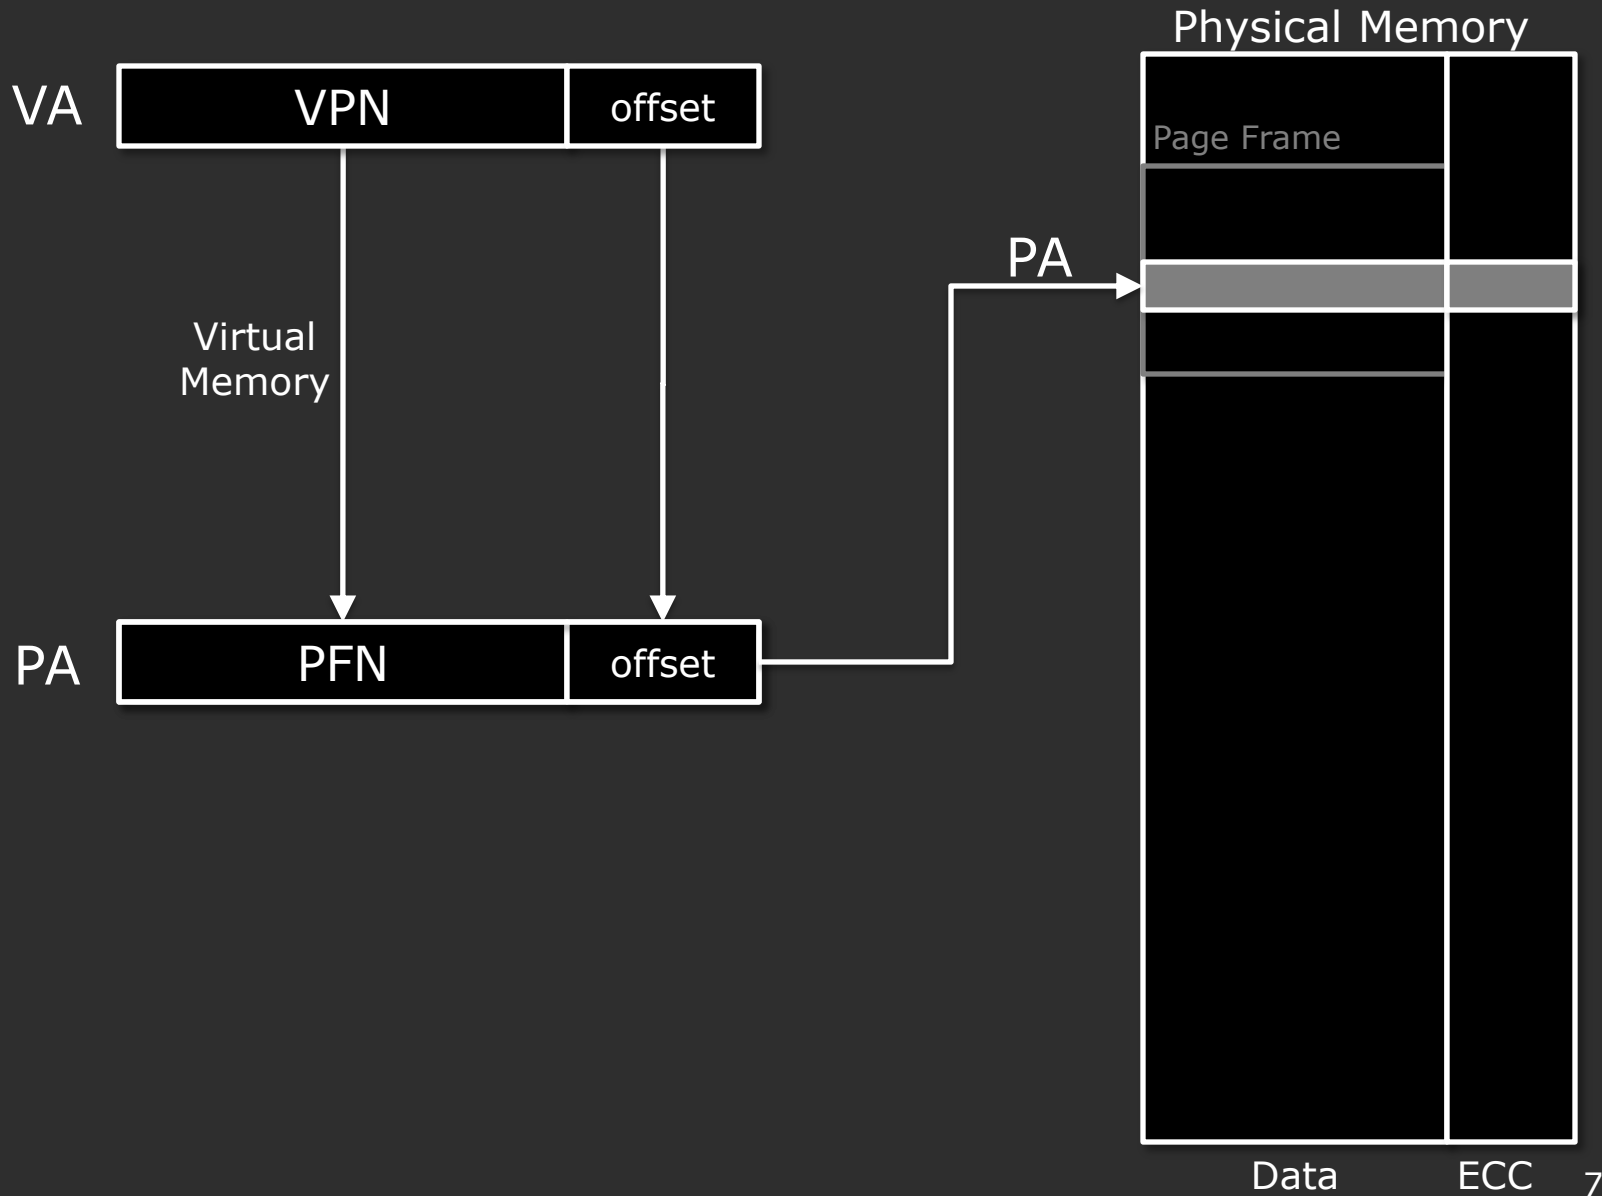 Physical Memory
VA
VPN
offset
Page Frame
PA
Virtual
Memory
PA
PFN
offset
Data
ECC
7